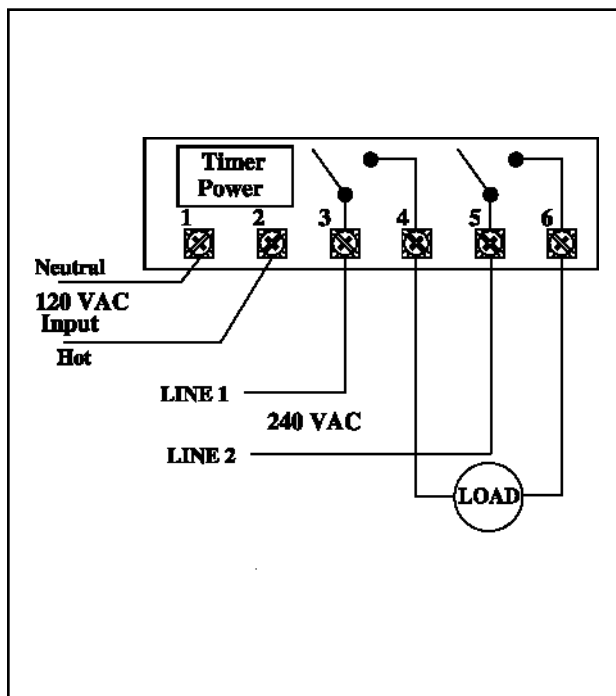 Timer
Power
1 2 3 4 5 6
Neutral
120 VAC
Input
Hot
LINE 1
240 VAC
LINE 2
LOAD